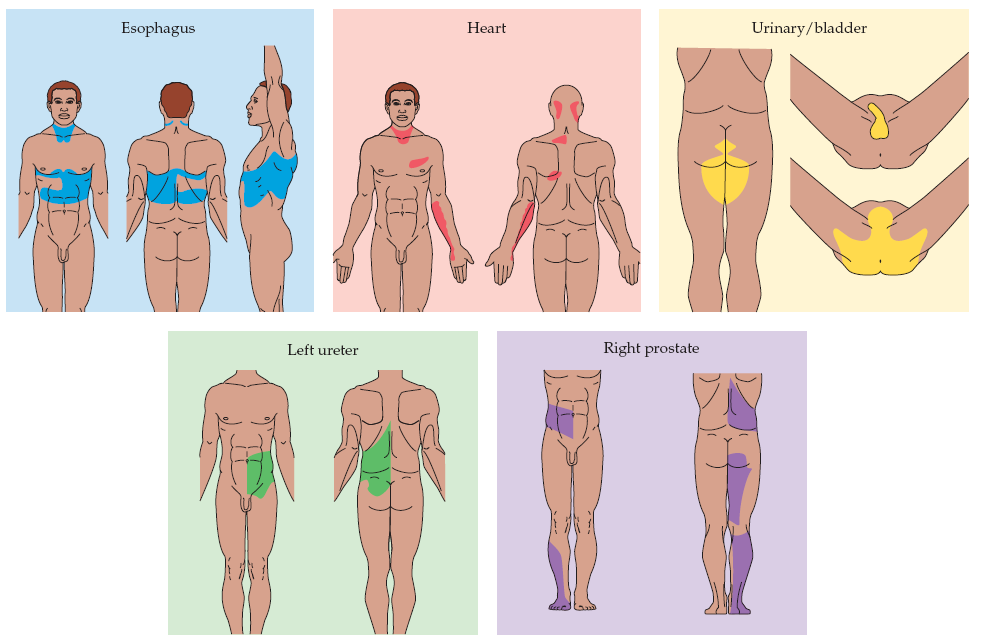 Esophagus
Heart
Urinary/bladder
Left ureter
Right prostate